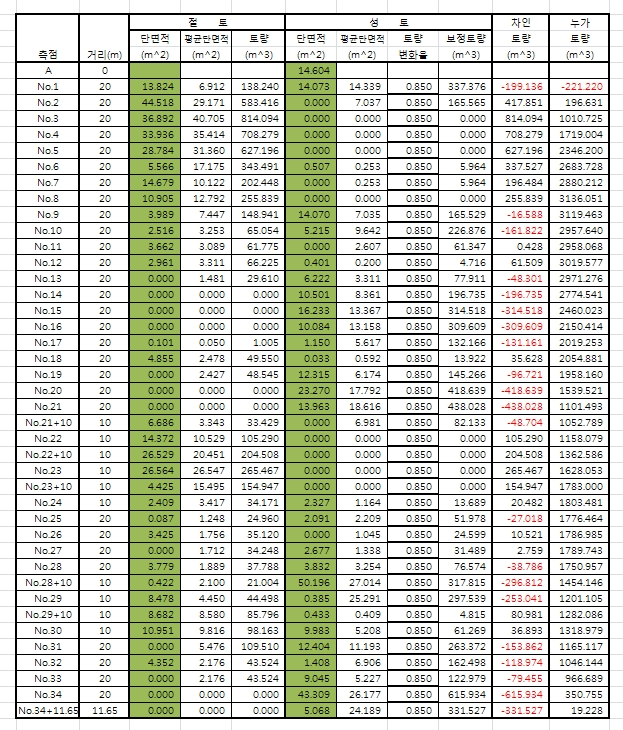 절 토 성 토 차인 누가
단면적 평균단면적 토량 단면적 평균단면적 토량 보정토량 토량 토량
측정 거리(m) (m^2) (m^2) (m^3) (m^2) (m^2) 변화율 (m^3) (m^3) (m^3)
A 0 14.604
No.1 20 13.824 6.912 138.240 14.073 14.339 0.850 337.376 -199.136 -221.220
No.2 20 44.518 29.171 583.416 0.000 7.037 0.850 165.565 417.851 196.631
No.3 20 36.892 40.705 814.094 0.000 0.000 0.850 0.000 814.094 1010.725
No.4 20 33.936 35.414 708.279 0.000 0.000 0.850 0.000 708.279 1719.004
No.5 20 28.784 31.360 627.196 0.000 0.000 0.850 0.000 627.196 2346.200
No.6 20 5.566 17.175 343.491 0.507 0.253 0.850 5.964 337.527 2683.728
No.7 20 14.679 10.122 202.448 0.000 0.253 0.850 5.964 196.484 2880.212
No.8 20 10.905 12.792 255.839 0.000 0.000 0.850 0.000 255.839 3136.051
No.9 20 3.989 7.447 148.941 14.070 7.035 0.850 165.529 -16.588 3119.463
No.10 20 2.516 3.253 65.054 5.215 9.642 0.850 226.876 -161.822 2957.640
No.11 20 3.662 3.089 61.775 0.000 2.607 0.850 61.347 0.428 2958.068
No.12 20 2.961 3.311 66.225 0.401 0.200 0.850 4.716 61.509 3019.577
No.13 20 0.000 1.481 29.610 6.222 3.311 0.850 77.911 -48.301 2971.276
No.14 20 0.000 0.000 0.000 10.501 8.361 0.850 196.735 -196.735 2774.541
No.15 20 0.000 0.000 0.000 16.233 13.367 0.850 314.518 -314.518 2460.023
No.16 20 0.000 0.000 0.000 10.084 13.158 0.850 309.609 -309.609 2150.414
No.17 20 0.101 0.050 1.005 1.150 5.617 0.850 132.166 -131.161 2019.253
No.18 20 4.855 2.478 49.550 0.033 0.592 0.850 13.922 35.628 2054.881
No.19 20 0.000 2.427 48.545 12.315 6.174 0.850 145.266 -96.721 1958.160
No.20 20 0.000 0.000 0.000 23.270 17.792 0.850 418.639 -418.639 1539.521
No.21 20 0.000 0.000 0.000 13.963 18.616 0.850 438.028 -438.028 1101.493
No.21+10 10 6.686 3.343 33.429 0.000 6.981 0.850 82.133 -48.704 1052.789
No.22 10 14.372 10.529 105.290 0.000 0.000 0.850 0.000 105.290 1158.079
No.22+10 10 26.529 20.451 204.508 0.000 0.000 0.850 0.000 204.508 1362.586
No.23 10 26.564 26.547 265.467 0.000 0.000 0.850 0.000 265.467 1628.053
No.23+10 10 4.425 15.495 154.947 0.000 0.000 0.850 0.000 154.947 1783.000
No.24 10 2.409 3.417 34.171 2.327 1.164 0.850 13.689 20.482 1803.481
No.25 20 0.087 1.248 24.960 2.091 2.209 0.850 51.978 -27.018 1776.464
No.26 20 3.425 1.756 35.120 0.000 1.045 0.850 24.599 10.521 1786.985
No.27 20 0.000 1.712 34.248 2.677 1.338 0.850 31.489 2.759 1789.743
No.28 20 3.779 1.889 37.788 3.832 3.254 0.850 76.574 -38.786 1750.957
No.28+10 10 0.422 2.100 21.004 50.196 27.014 0.850 317.815 -296.812 1454.146
No.29 10 8.478 4.450 44.498 0.385 25.291 0.850 297.539 -253.041 1201.105
No.29+10 10 8.682 8.580 85.796 0.433 0.409 0.850 4.815 80.981 1282.086
No.30 10 10.951 9.816 98.163 9.983 5.208 0.850 61.269 36.893 1318.979
No.31 20 0.000 5.476 109.510 12.404 11.193 0.850 263.372 -153.862 1165.117
No.32 20 4.352 2.176 43.524 1.408 6.906 0.850 162.498 -118.974 1046.144
No.33 20 0.000 2.176 43.524 9.045 5.227 0.850 122.979 -79.455 966.689
No.34 20 0.000 0.000 0.000 43.309 26.177 0.850 615.934 -615.934 350.755
No.34+11.65 11.65 0.000 0.000 0.000 5.068 24.189 0.850 331.527 -331.527 19.228